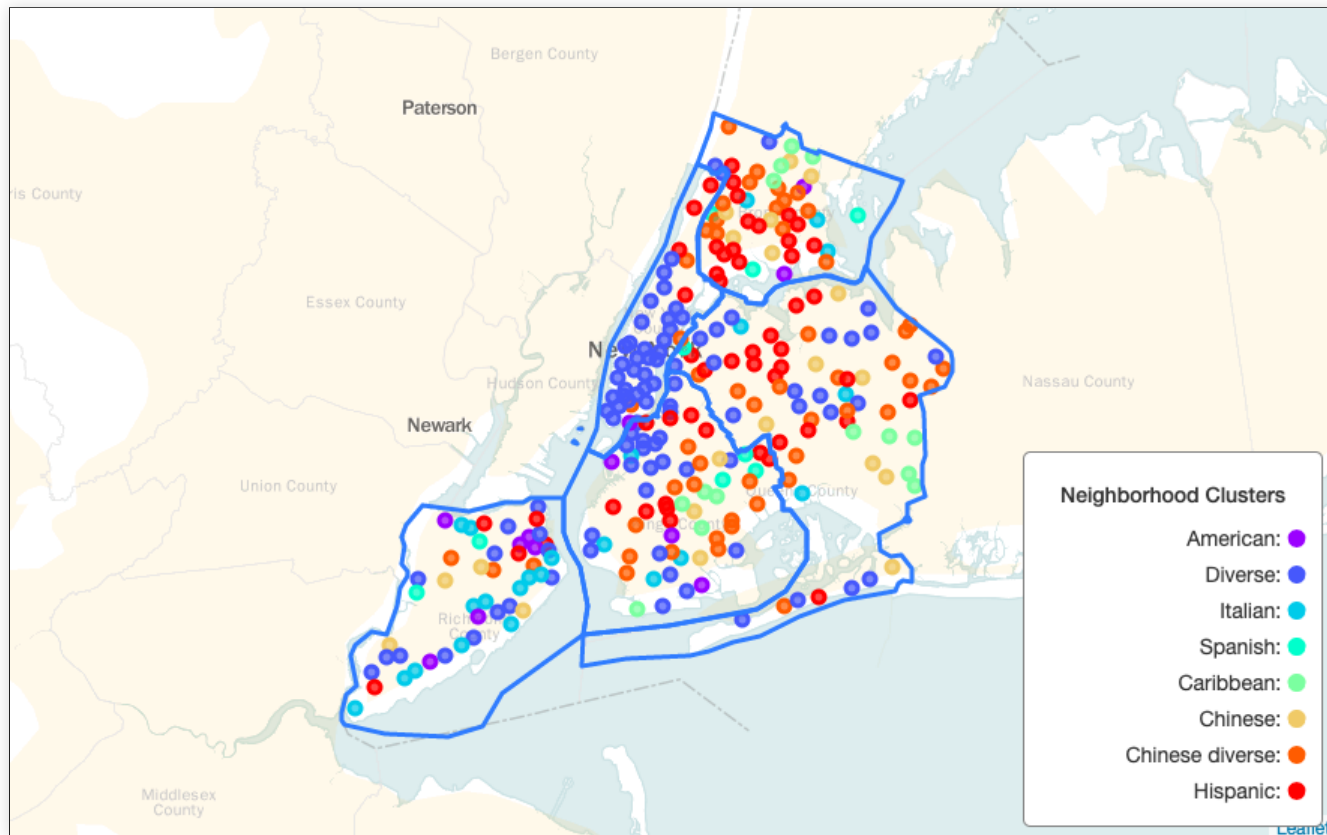 Bergen County
Paterson
ris County
Essex County
Ne
Hudson County
Nassau County
Newark
Union County
Queens County
Richmond
County
Middlesex
County
Neighborhood Clusters
American:
Diverse:
Italian:
Spanish:
Caribbean:
Chinese:
Chinese diverse:
Hispanic:
Leaflet